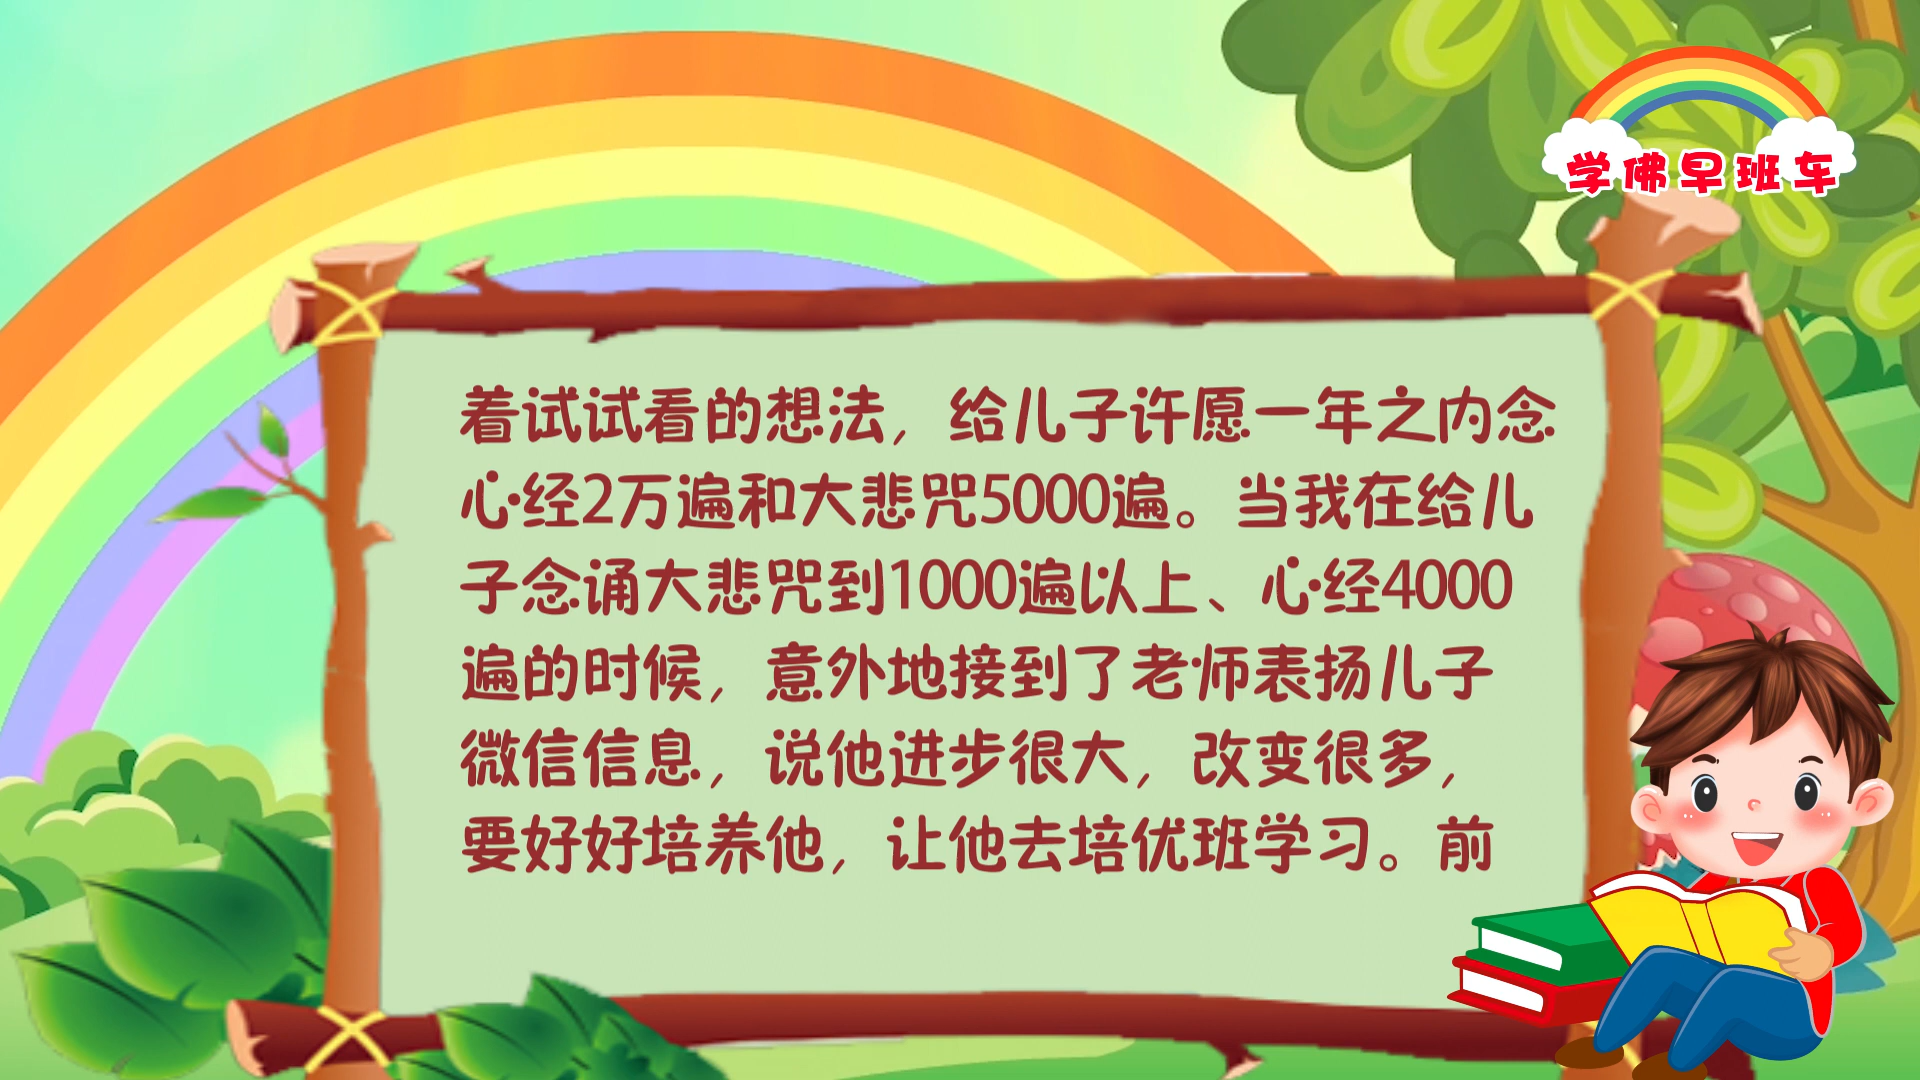 学佛早班车
着试试看的想法，给儿子许愿一年之内念
心经2万遍和大悲咒5000遍。当我在给儿
子念诵大悲咒到1000遍以上、心经4000
遍的时候，意外地接到了老师表扬儿子
微信信息，说他进步很大，改变很多，
要好好培养他，让他去培优班学习。前